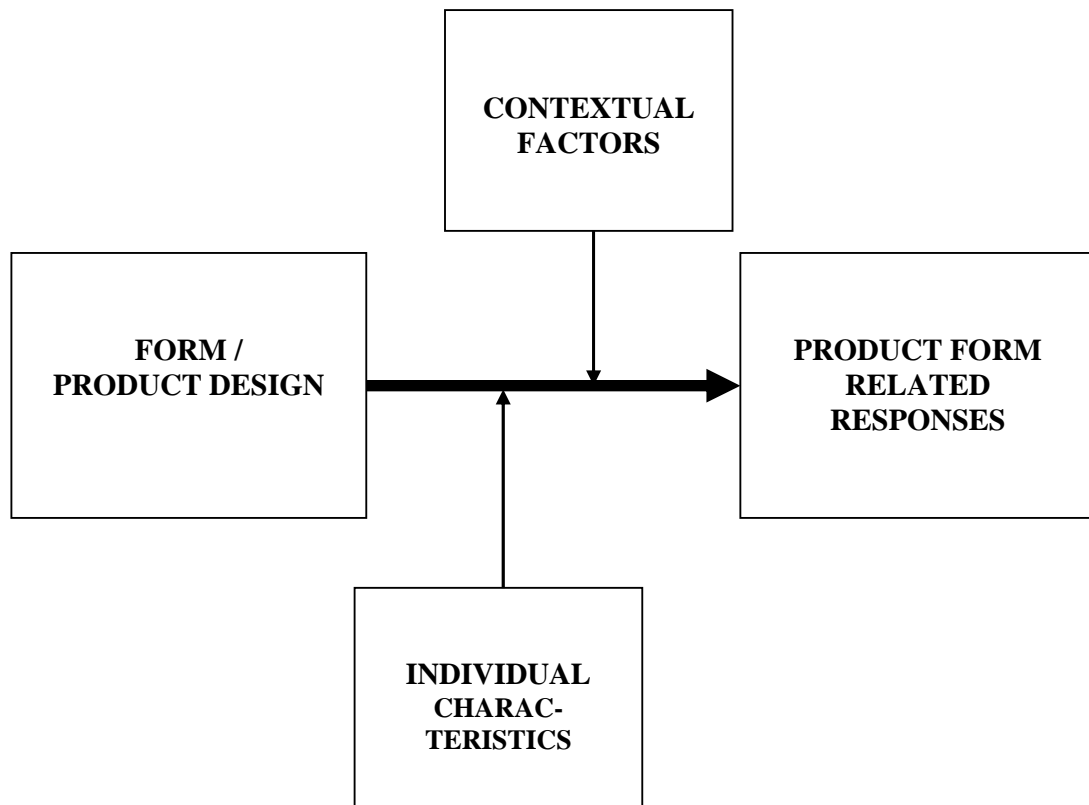 CONTEXTUAL
FACTORS
FORM /
PRODUCT DESIGN
PRODUCT FORM
RELATED
RESPONSES
INDIVIDUAL
CHARAC-
TERISTICS